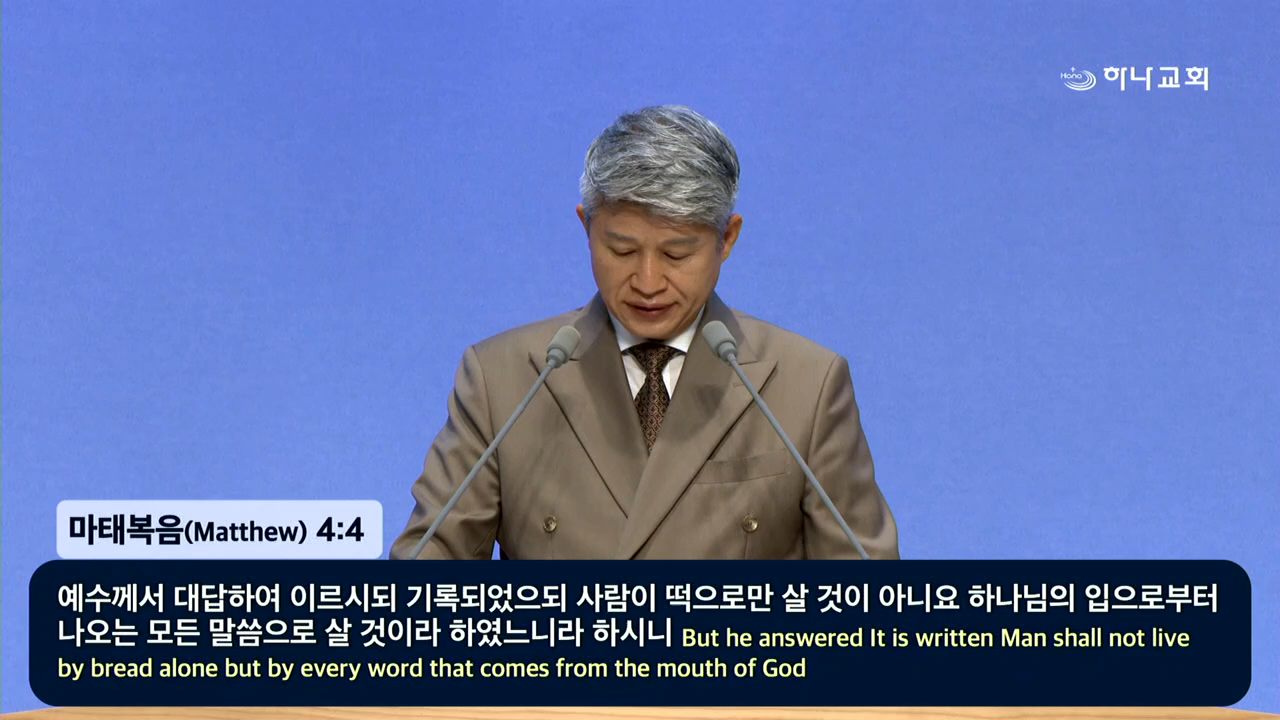 Hana 하나교회
마태복음(Matthew) 4:4
예수께서 대답하여 이르시되 기록되었으되 사람이 떡으로만 살 것이 아니요 하나님의 입으로부터
나오는 모든 말씀으로 살 것이라 하였느니라 하시니 But he answered It is written Man shall not live
by bread alone but by every word that comes from the mouth of God